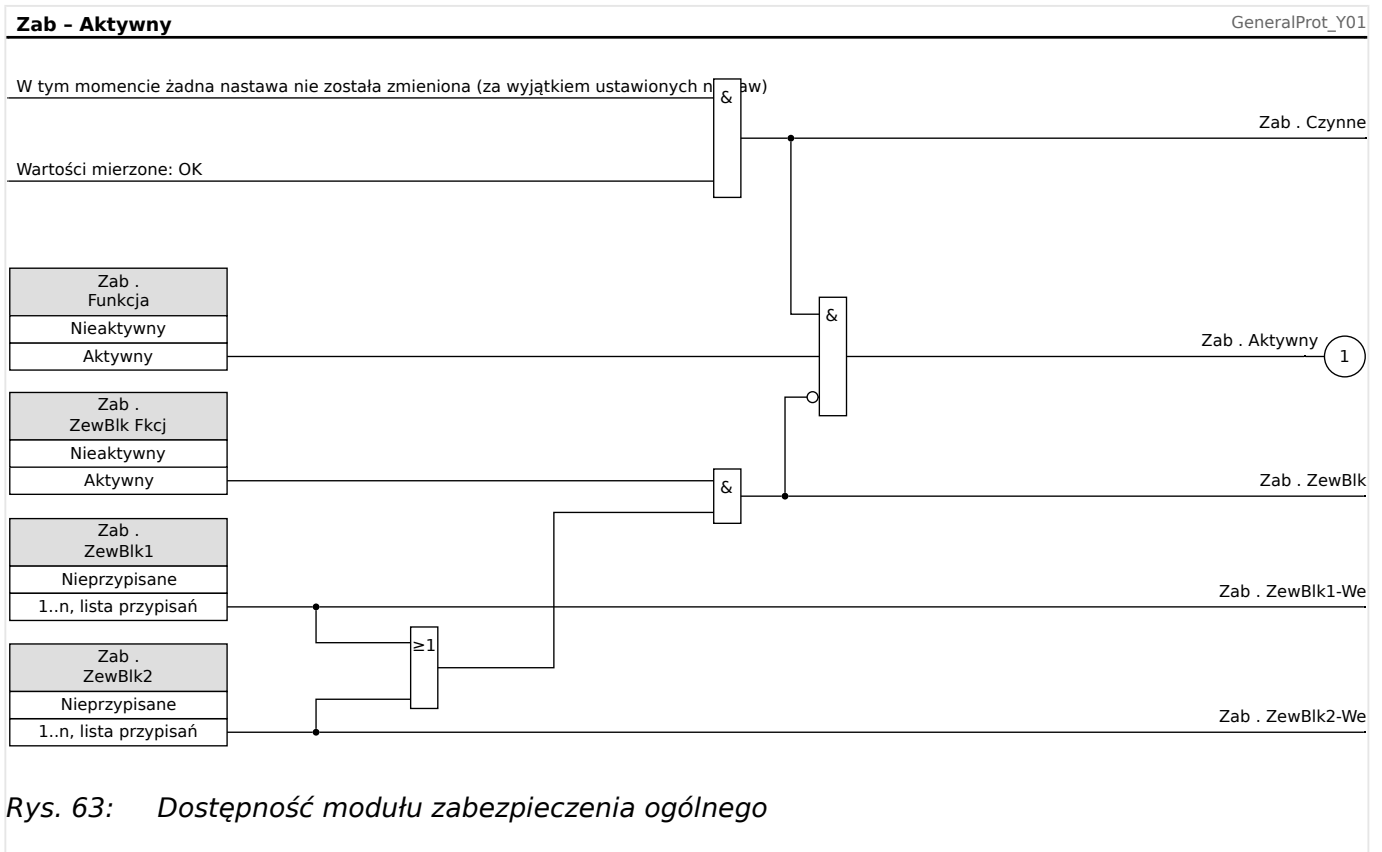 Zab – Aktywny
GeneralProt_Y01
W tym momencie żadna nastawa nie została zmieniona (za wyjątkiem ustawionych n aw)
&
Zab . Czynne
Wartości mierzone: OK
Zab .
Funkcja
Nieaktywny
Aktywny
&
Zab . Aktywny
1
Zab .
ZewBlk Fkcj
Nieaktywny
Aktywny
&
Zab . ZewBlk
Zab .
ZewBlk1
Nieprzypisane
1..n, lista przypisań
Zab . ZewBlk1-We
≥1
Zab .
ZewBlk2
Nieprzypisane
1..n, lista przypisań
Zab . ZewBlk2-We
Rys. 63: Dostępność modułu zabezpieczenia ogólnego